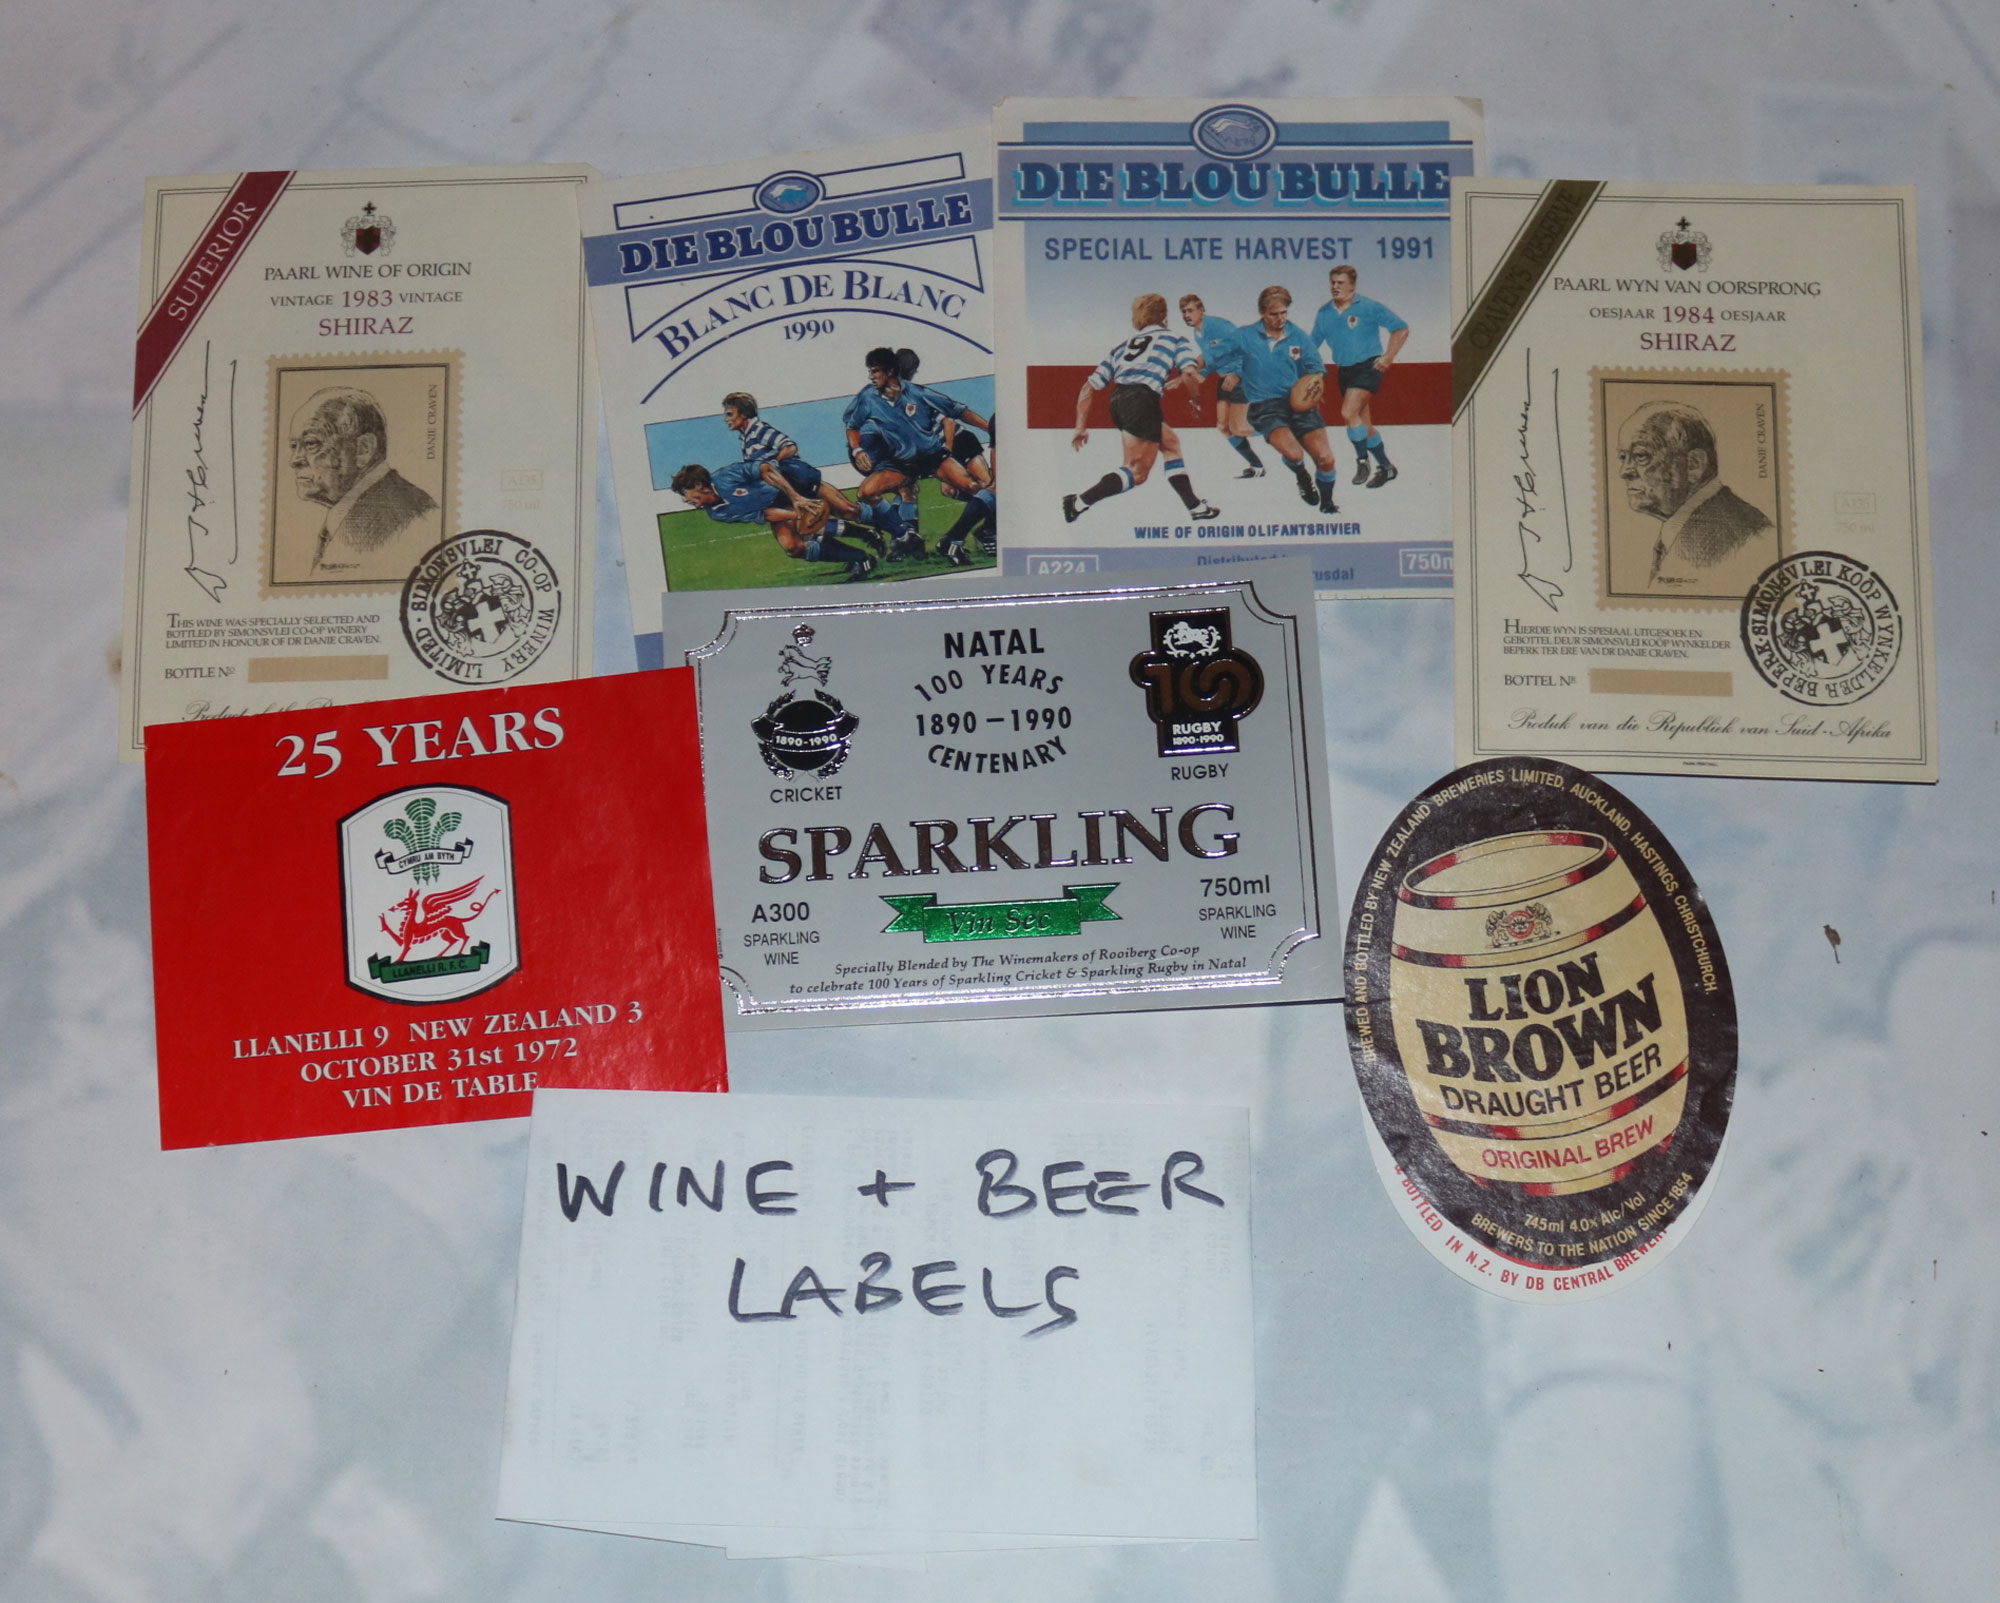 SUPERIOR
PAARL WINE OF ORIGIN
VINTAGE 1983 VINTAGE
SHIRAZ
DANIE CRAVEN
A135
750 ml
SIMONSVLEI CO-OP WINERY LIMITED
THIS WINE WAS SPECIALLY SELECTED AND
BOTTLED BY SIMONSVLEI CO-OP WINERY
LIMITED IN HONOUR OF DR DANIE CRAVEN.
BOTTLE No
Product of the
DIE BLOU BULLE
BLANC DE BLANC
1990
DIE BLOU BULLE
SPECIAL LATE HARVEST 1991
9
WINE OF ORIGIN OLIFANTSRIVIER
A224
750m
CRAVEN'S RESERVE
PAARL WYN VAN OORSPRONG
OESJAAR 1984 OESJAAR
SHIRAZ
DANIE CRAVEN
A135
750 ml
SIMONSVLEI KOÖP WYNKELDER BEPERK
HIERDIE WYN IS SPESIAAL UITGESOEK EN
GEBOTTEL DEUR SIMONSVLEI KOÖP WYNKELDER
BEPERK TER ERE VAN DR DANIE CRAVEN.
BOTTEL NR
Produk van die Republiek van Suid-Afrika
25 YEARS
CYMRU AM BYTH
LLANELLI R.F.C.
LLANELLI 9 NEW ZEALAND 3
OCTOBER 31st 1972
VIN DE TABLE
NATAL
100 YEARS
1890-1990
CENTENARY
1890-1990
CRICKET
100
RUGBY
1890-1990
RUGBY
SPARKLING
Vin Sec
A300
SPARKLING
WINE
750ml
SPARKLING
WINE
Specially Blended by The Winemakers of Rooiberg Co-op
to celebrate 100 Years of Sparkling Cricket & Sparkling Rugby in Natal
BREWED AND BOTTLED BY NEW ZEALAND BREWERIES LIMITED, AUCKLAND, HASTINGS, CHRISTCHURCH.
LION
BROWN
DRAUGHT BEER
ORIGINAL BREW
745ml 4.0% Alc/Vol
BREWERS TO THE NATION SINCE 1854
BOTTLED IN N.Z. BY DB CENTRAL
WINE + BEER
LABELS